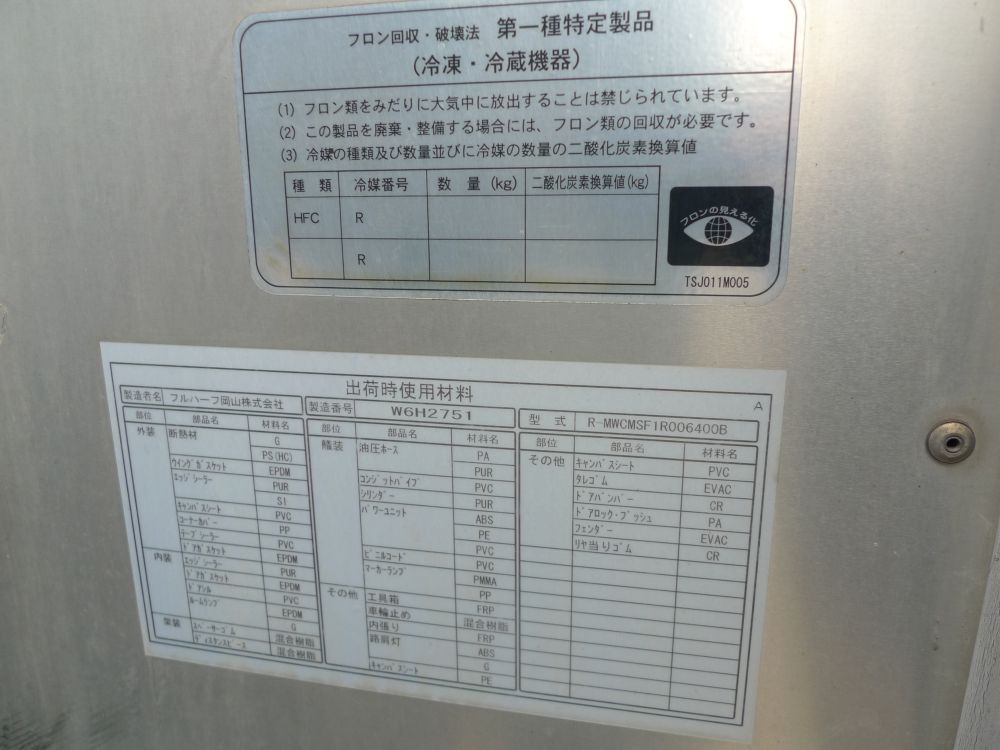 フロン回収・破壊法 第一種特定製品
(冷凍・冷蔵機器)
(1) フロン類をみだりに大気中に放出することは禁じられています。
(2) この製品を廃棄・整備する場合には、フロン類の回収が必要です。
(3) 冷媒の種類及び数量並びに冷媒の数量の二酸化炭素換算値
種 類 冷媒番号 数 量 (kg) 二酸化炭素換算値(kg)
HFC R
R
フロンの見える化
TSJ011M005
出荷時使用材料
A
製造者名 フルハーフ岡山株式会社 製造番号 W6H2751 型 式 R-MWCMSF1R006400B
部位 部品名 材料名
外装 断熱材 G
PS(HC)
ウイングガスケット EPDM
エッジシーラー PUR
SI
キャンバスシート PVC
コーナーカバー PP
テープシーラー PVC
ドアガスケット EPDM
内装 エッジシーラー PUR
ドアガスケット EPDM
ドアシル PVC
ルームランプ EPDM
架装 スペーサーゴム G
ディスタンスピース 混合樹脂
混合樹脂
部位 部品名 材料名
艤装 油圧ホース PA
PUR
コンジットパイプ PVC
シリンダー PUR
パワーユニット ABS
PE
ビニルコード PVC
マーカーランプ PVC
PMMA
その他 工具箱 PP
車輪止め FRP
内張り 混合樹脂
路肩灯 FRP
ABS
キャンバスシート G
PE
部位 部品名 材料名
その他 キャンバスシート PVC
タレゴム EVAC
ドアバンパー CR
ドアロック・ブッシュ PA
フェンダー EVAC
リヤ当りゴム CR